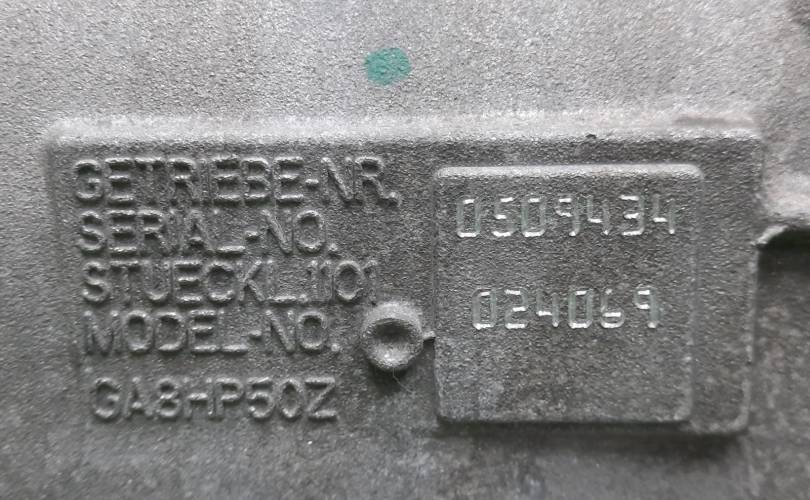 GETRIEBE-NR.
SERIAL-NO.
0509434
STUECKL.1101
MODEL-NO.
024069
GA8HP50Z